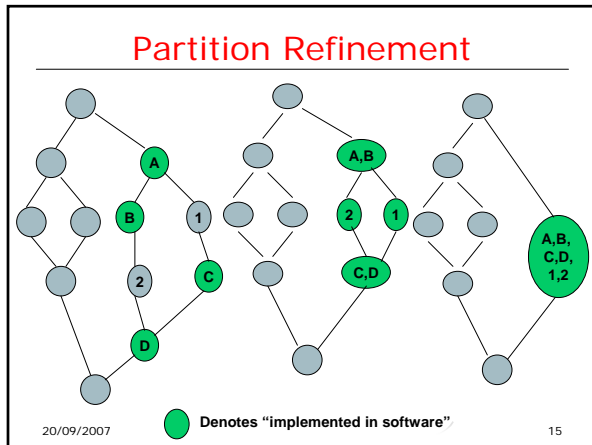 Partition Refinement
A
B
1
2
C
D
A,B
2
1
C,D
A,B,
C,D,
1,2
Denotes “implemented in software”
20/09/2007
15